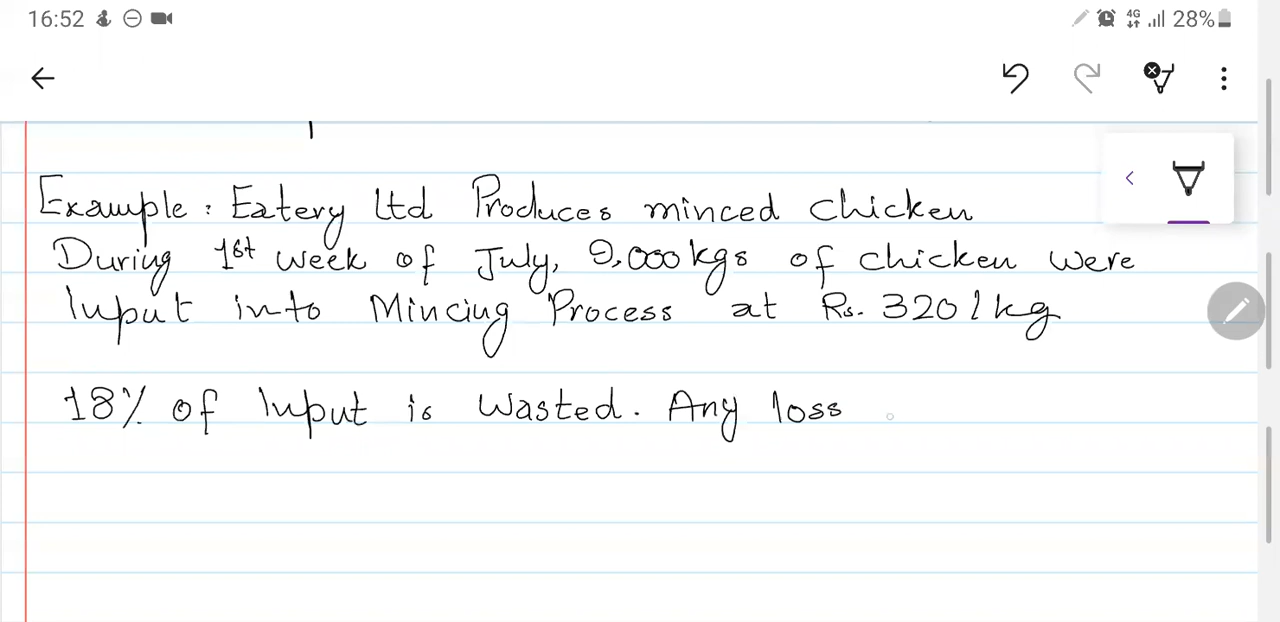 16:52 4G 28%
Example: Eatery Ltd Produces minced chicken
During 1st week of July, 9,000 kgs of chicken were
Input into Mincing Process at Rs. 320/kg
18% of Input is wasted. Any loss